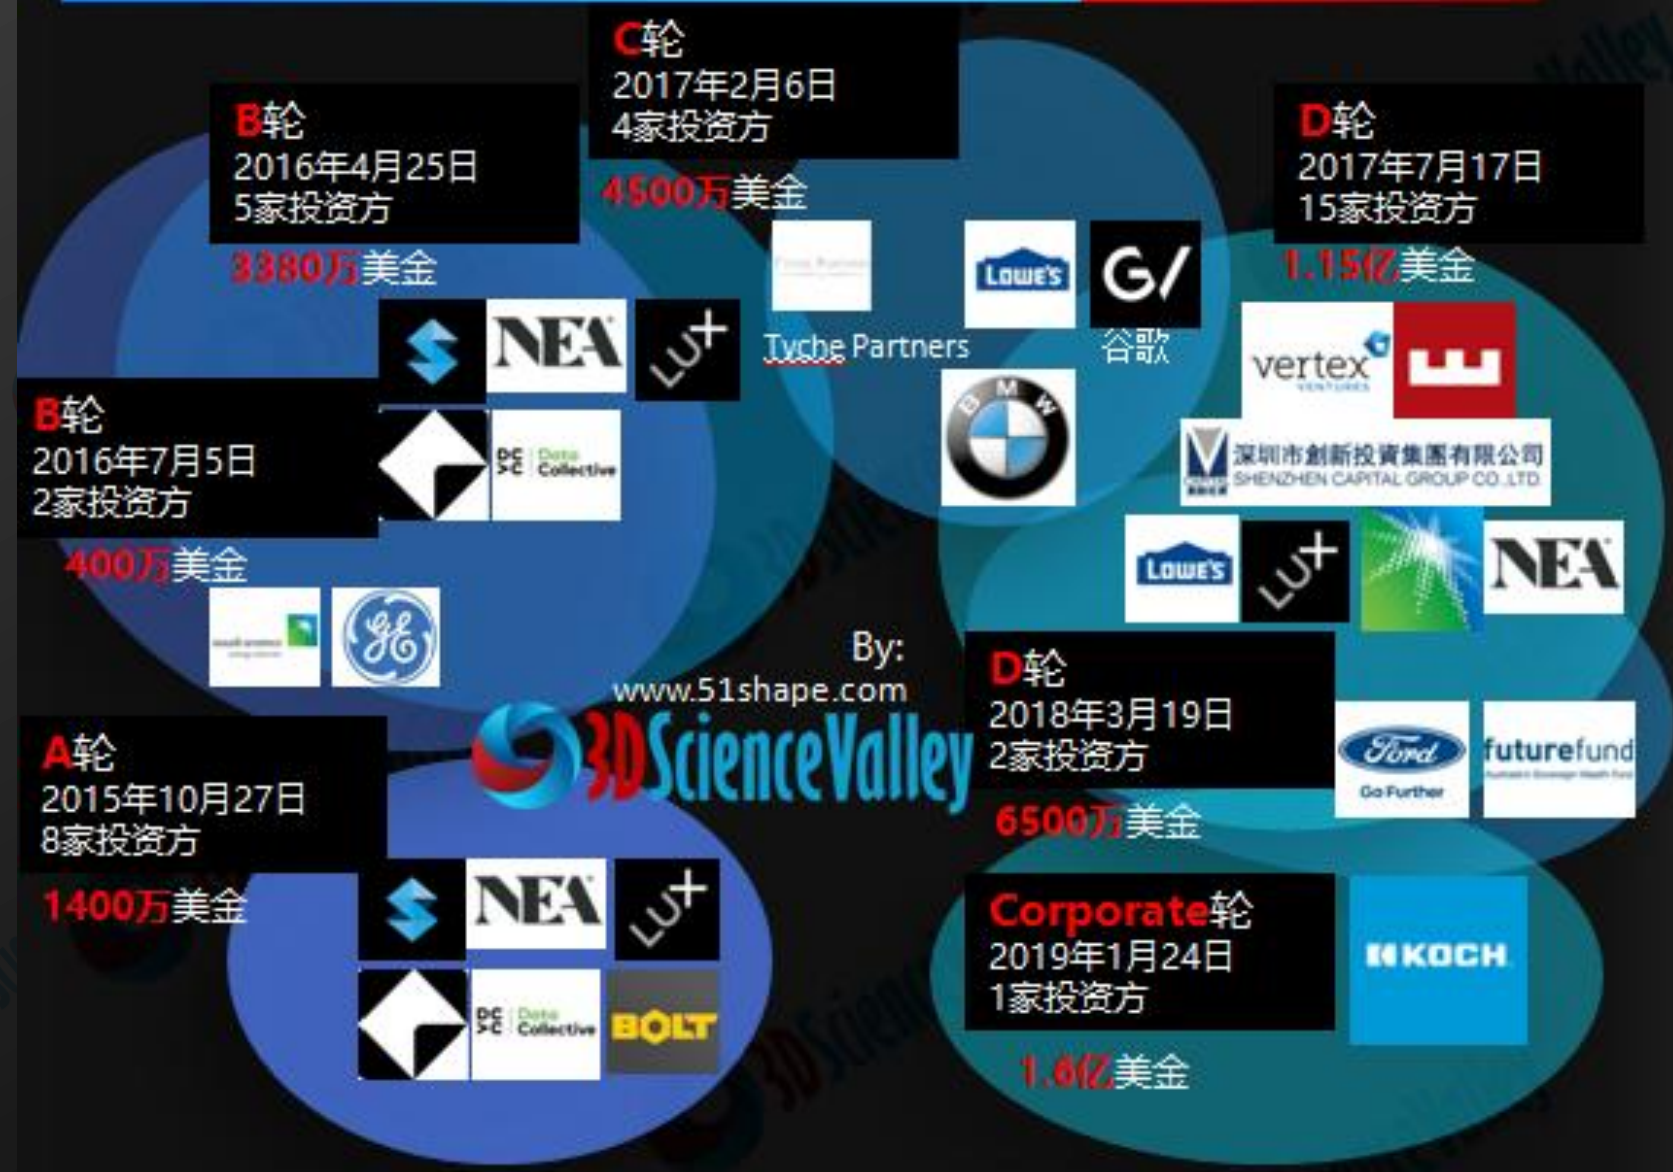 C轮
2017年2月6日
4家投资方
4500万美金
B轮
2016年4月25日
5家投资方
3380万美金
D轮
2017年7月17日
15家投资方
1.15亿美金
LOWE'S
G/
Tyche Partners
谷歌
NEA
LUX
BMW
vertex
VENTURES
深圳市創新投資集團有限公司
SHENZHEN CAPITAL GROUP CO.,LTD.
B轮
2016年7月5日
2家投资方
400万美金
DCVC Data
Collective
GE
LOWE'S
LUX
NEA
By:
www.51shape.com
3DScienceValley
D轮
2018年3月19日
2家投资方
6500万美金
Ford
Go Further
futurefund
A轮
2015年10月27日
8家投资方
1400万美金
NEA
LUX
DCVC Data
Collective
BOLT
Corporate轮
2019年1月24日
1家投资方
1.6亿美金
KOCH